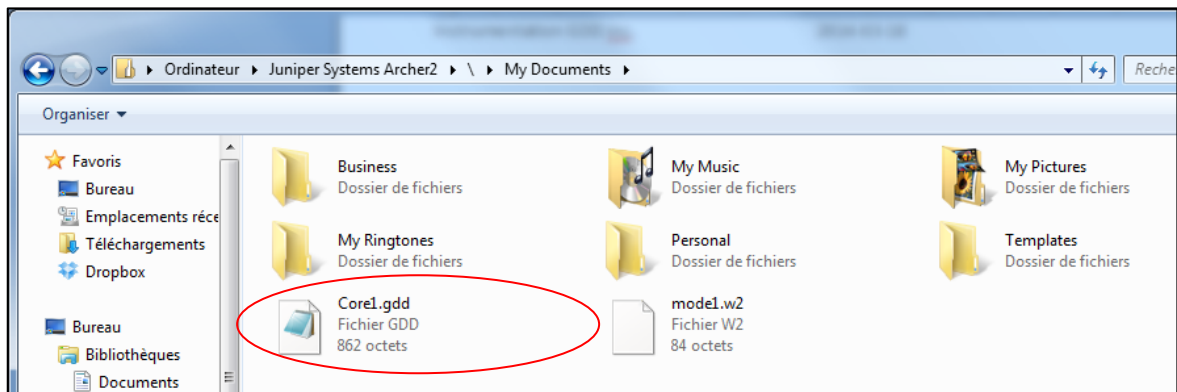 Ordinateur ▸ Juniper Systems Archer2 ▸ \ ▸ My Documents ▸
Reche
Organiser
Favoris
Bureau
Emplacements réce
Téléchargements
Dropbox
Bureau
Bibliothèques
Documents
Business
Dossier de fichiers
My Music
Dossier de fichiers
My Pictures
Dossier de fichiers
My Ringtones
Dossier de fichiers
Personal
Dossier de fichiers
Templates
Dossier de fichiers
Core1.gdd
Fichier GDD
862 octets
mode1.w2
Fichier W2
84 octets